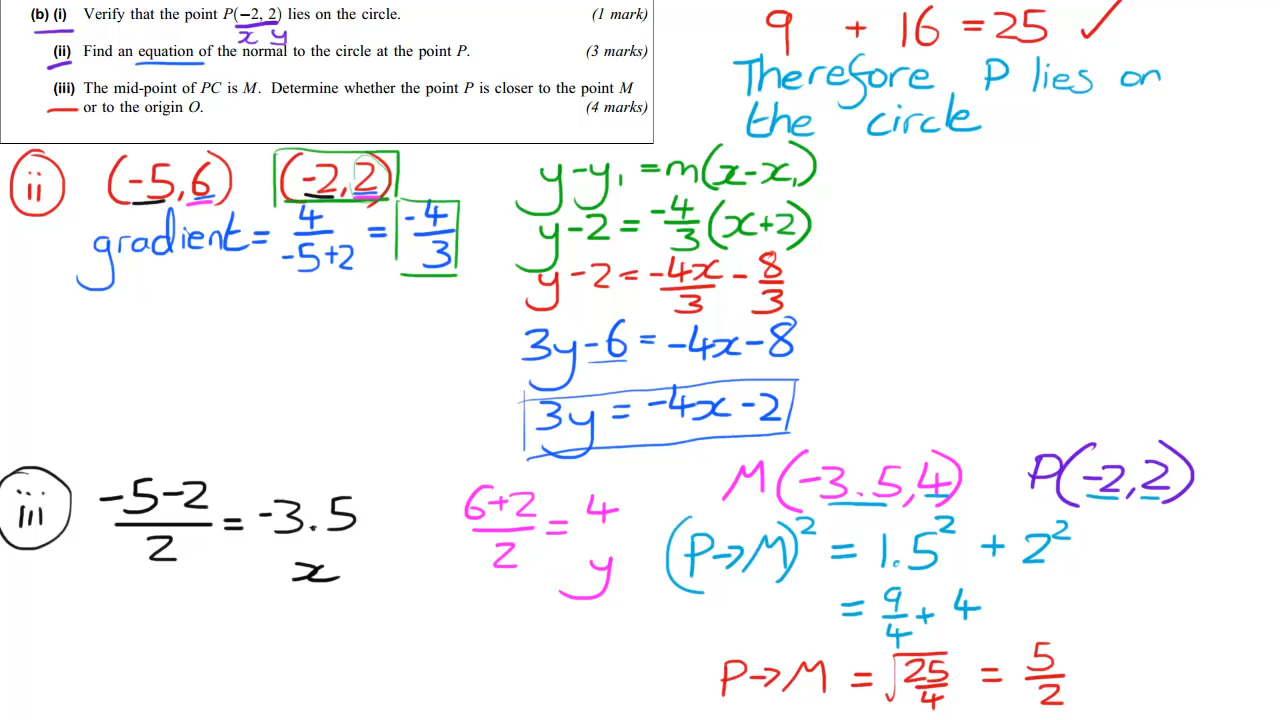 (b) (i) Verify that the point P(−2, 2) lies on the circle. (1 mark)
x y
(ii) Find an equation of the normal to the circle at the point P. (3 marks)
(iii) The mid-point of PC is M. Determine whether the point P is closer to the point M
or to the origin O. (4 marks)
9 + 16 = 25 ✓
Therefore P lies on
the circle
ii (-5,6) (-2,2)
gradient = 4/(-5+2) = -4/3
y-y₁ = m(x-x₁)
y-2 = -4/3 (x+2)
y-2 = -4x/3 - 8/3
3y-6 = -4x-8
3y = -4x-2
iii (-5-2)/2 = -3.5
x
(6+2)/2 = 4
y
M(-3.5,4) P(-2,2)
(P→M)² = 1.5² + 2²
= 9/4 + 4
P→M = √(25/4) = 5/2